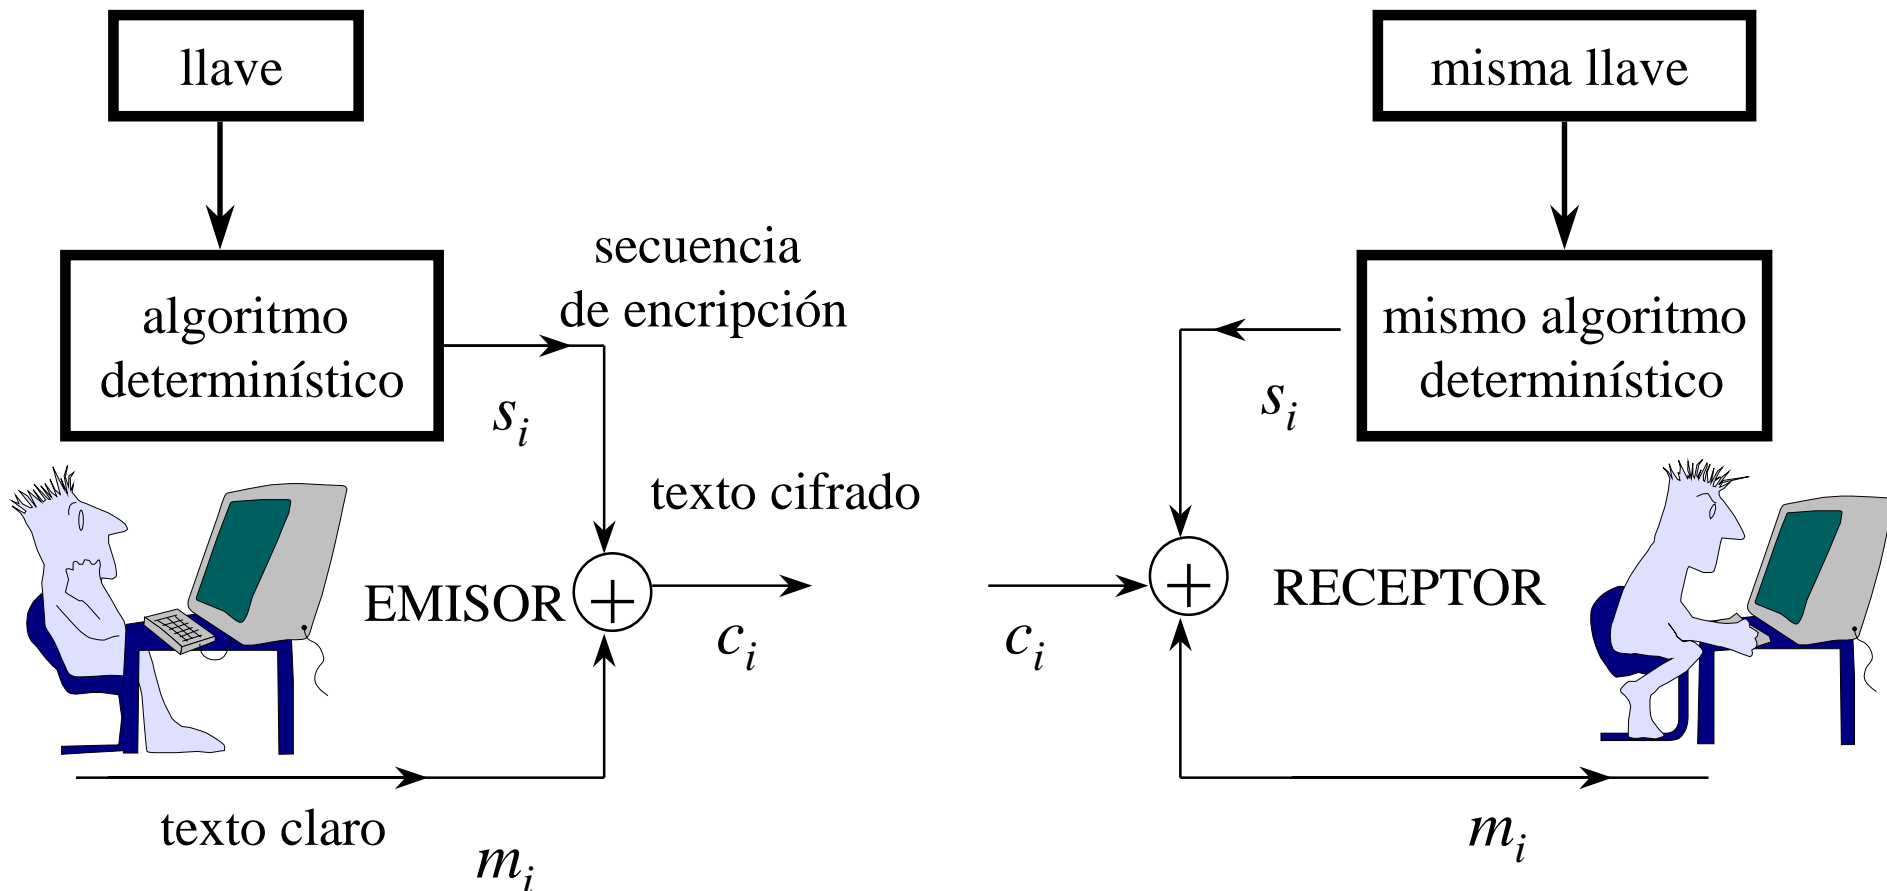 llave
misma llave
secuencia
de encripción
algoritmo
determinístico
mismo algoritmo
determinístico
s_i
s_i
texto cifrado
EMISOR
+
+
RECEPTOR
c_i
c_i
texto claro
m_i
m_i